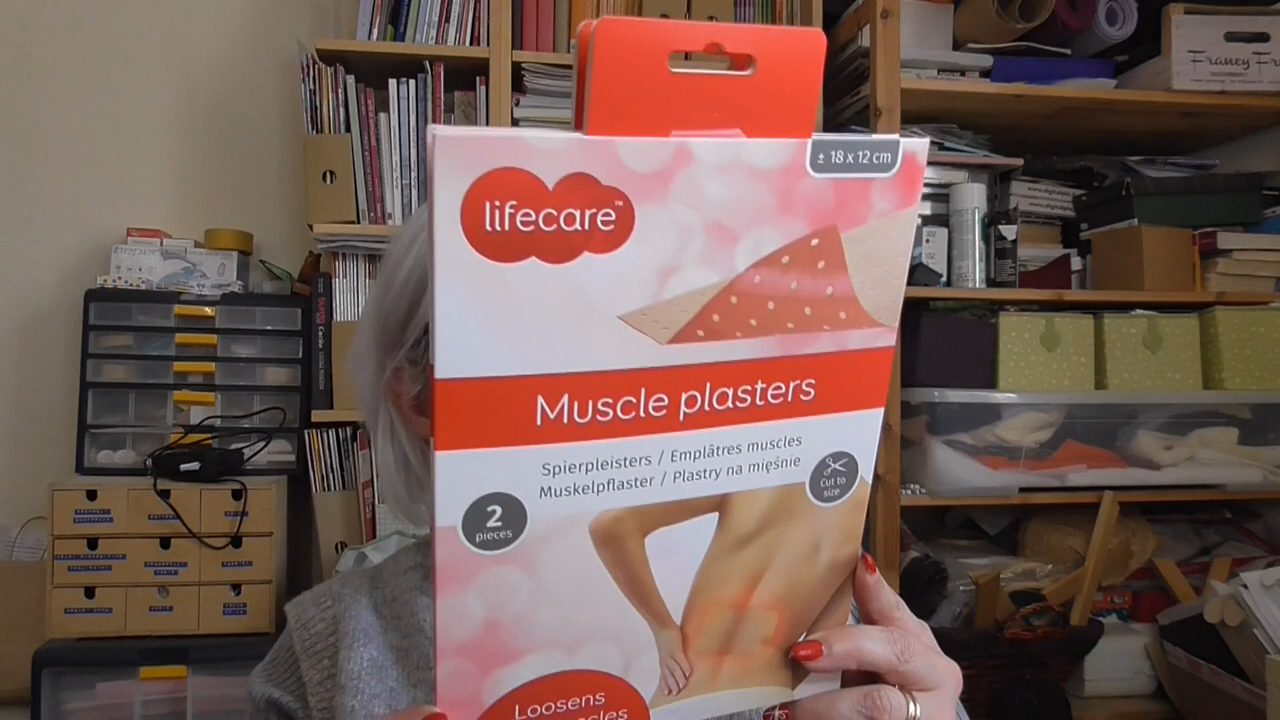 ± 18 x 12 cm
lifecare™
Muscle plasters
Spierpleisters / Emplâtres muscles
Muskelpflaster / Plastry na mięśnie
Cut to
size
2
pieces
Loosens
Francy